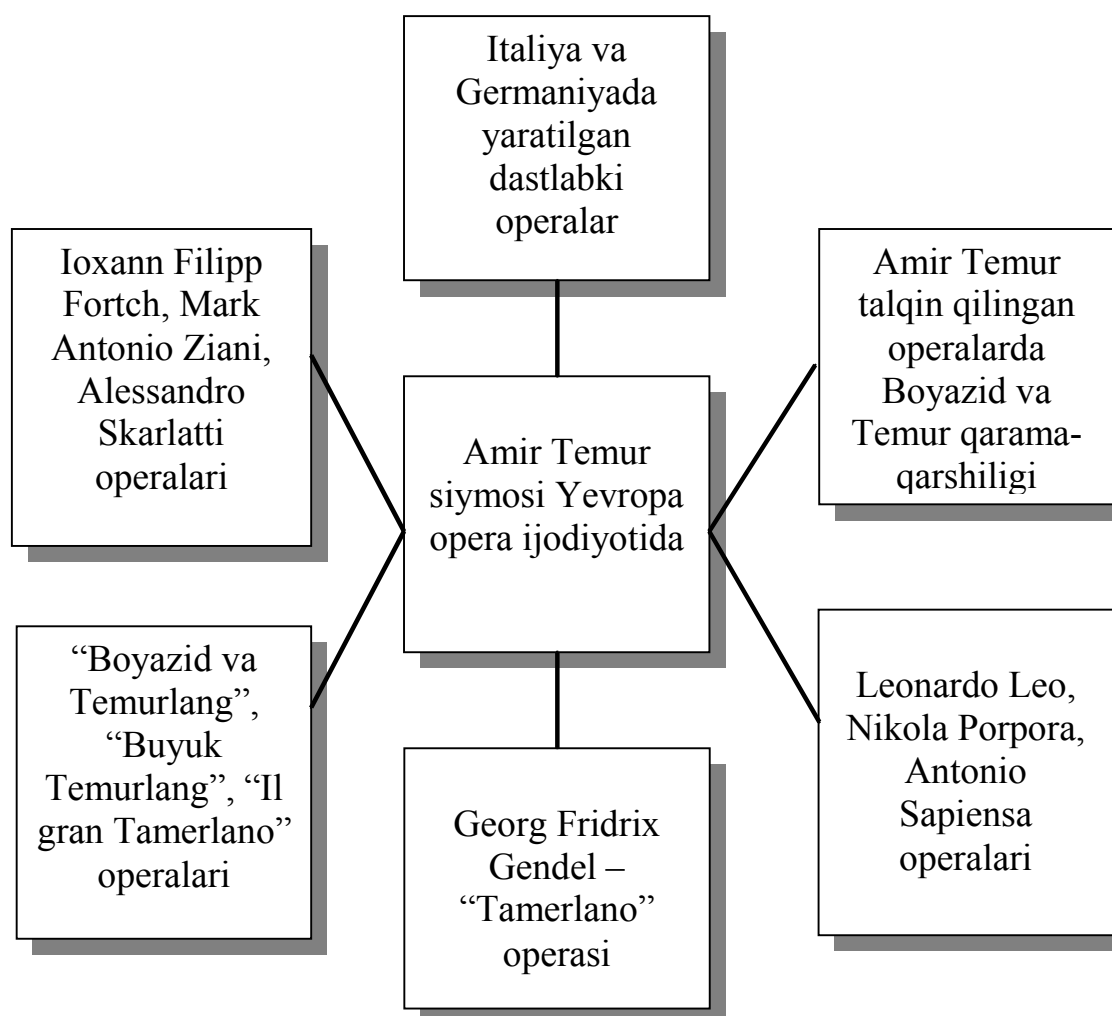 Italiya va
Germaniyada
yaratilgan
dastlabki
operalar
Ioxann Filipp
Fortch, Mark
Antonio Ziani,
Alessandro
Skarlatti
operalari
Amir Temur
talqin qilingan
operalarda
Boyazid va
Temur qarama-
qarshiligi
Amir Temur
siymosi Yevropa
opera ijodiyotida
“Boyazid va
Temurlang”,
“Buyuk
Temurlang”, “Il
gran Tamerlano”
operalari
Georg Fridrix
Gendel –
“Tamerlano”
operasi
Leonardo Leo,
Nikola Porpora,
Antonio
Sapiensa
operalari